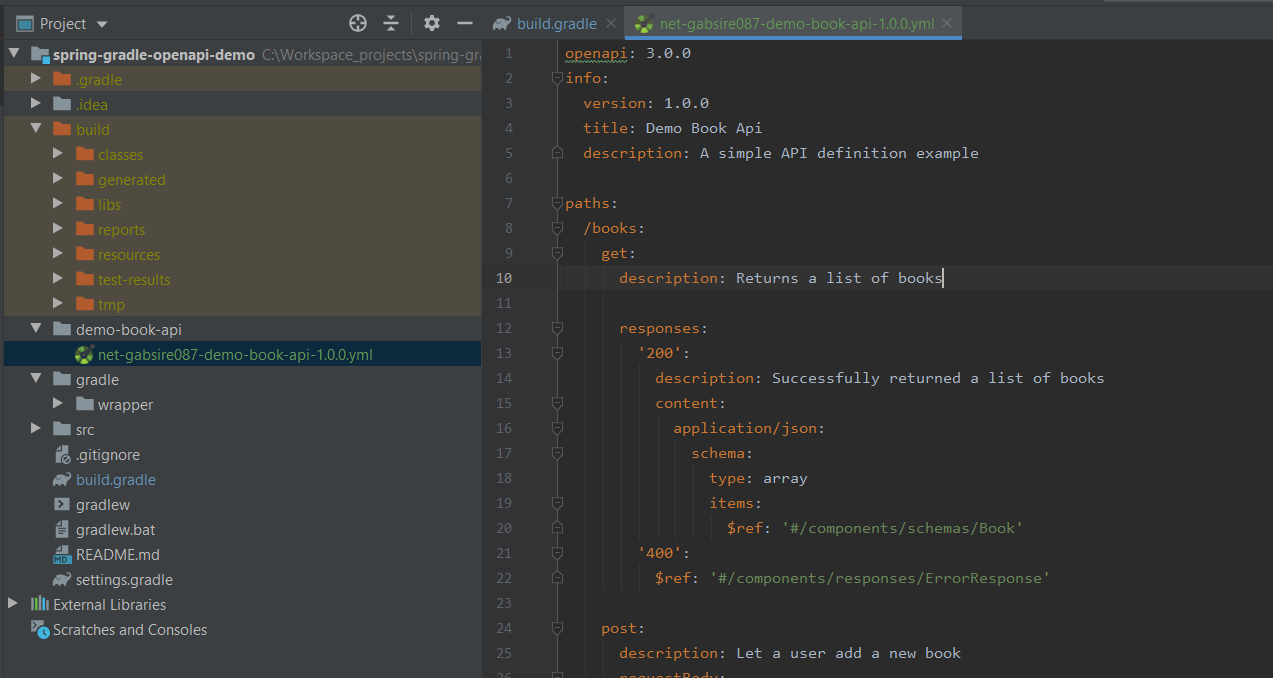 Project
spring-gradle-openapi-demo C:\Workspace_projects\spring-gr
.gradle
.idea
build
classes
generated
libs
reports
resources
test-results
tmp
demo-book-api
net-gabsire087-demo-book-api-1.0.0.yml
gradle
wrapper
src
.gitignore
build.gradle
gradlew
gradlew.bat
MD README.md
settings.gradle
External Libraries
Scratches and Consoles
build.gradle net-gabsire087-demo-book-api-1.0.0.yml
1 openapi: 3.0.0
2 info:
3 version: 1.0.0
4 title: Demo Book Api
5 description: A simple API definition example
6
7 paths:
8 /books:
9 get:
10 description: Returns a list of books
11
12 responses:
13 '200':
14 description: Successfully returned a list of books
15 content:
16 application/json:
17 schema:
18 type: array
19 items:
20 $ref: '#/components/schemas/Book'
21 '400':
22 $ref: '#/components/responses/ErrorResponse'
23
24 post:
25 description: Let a user add a new book
26 requestBody: